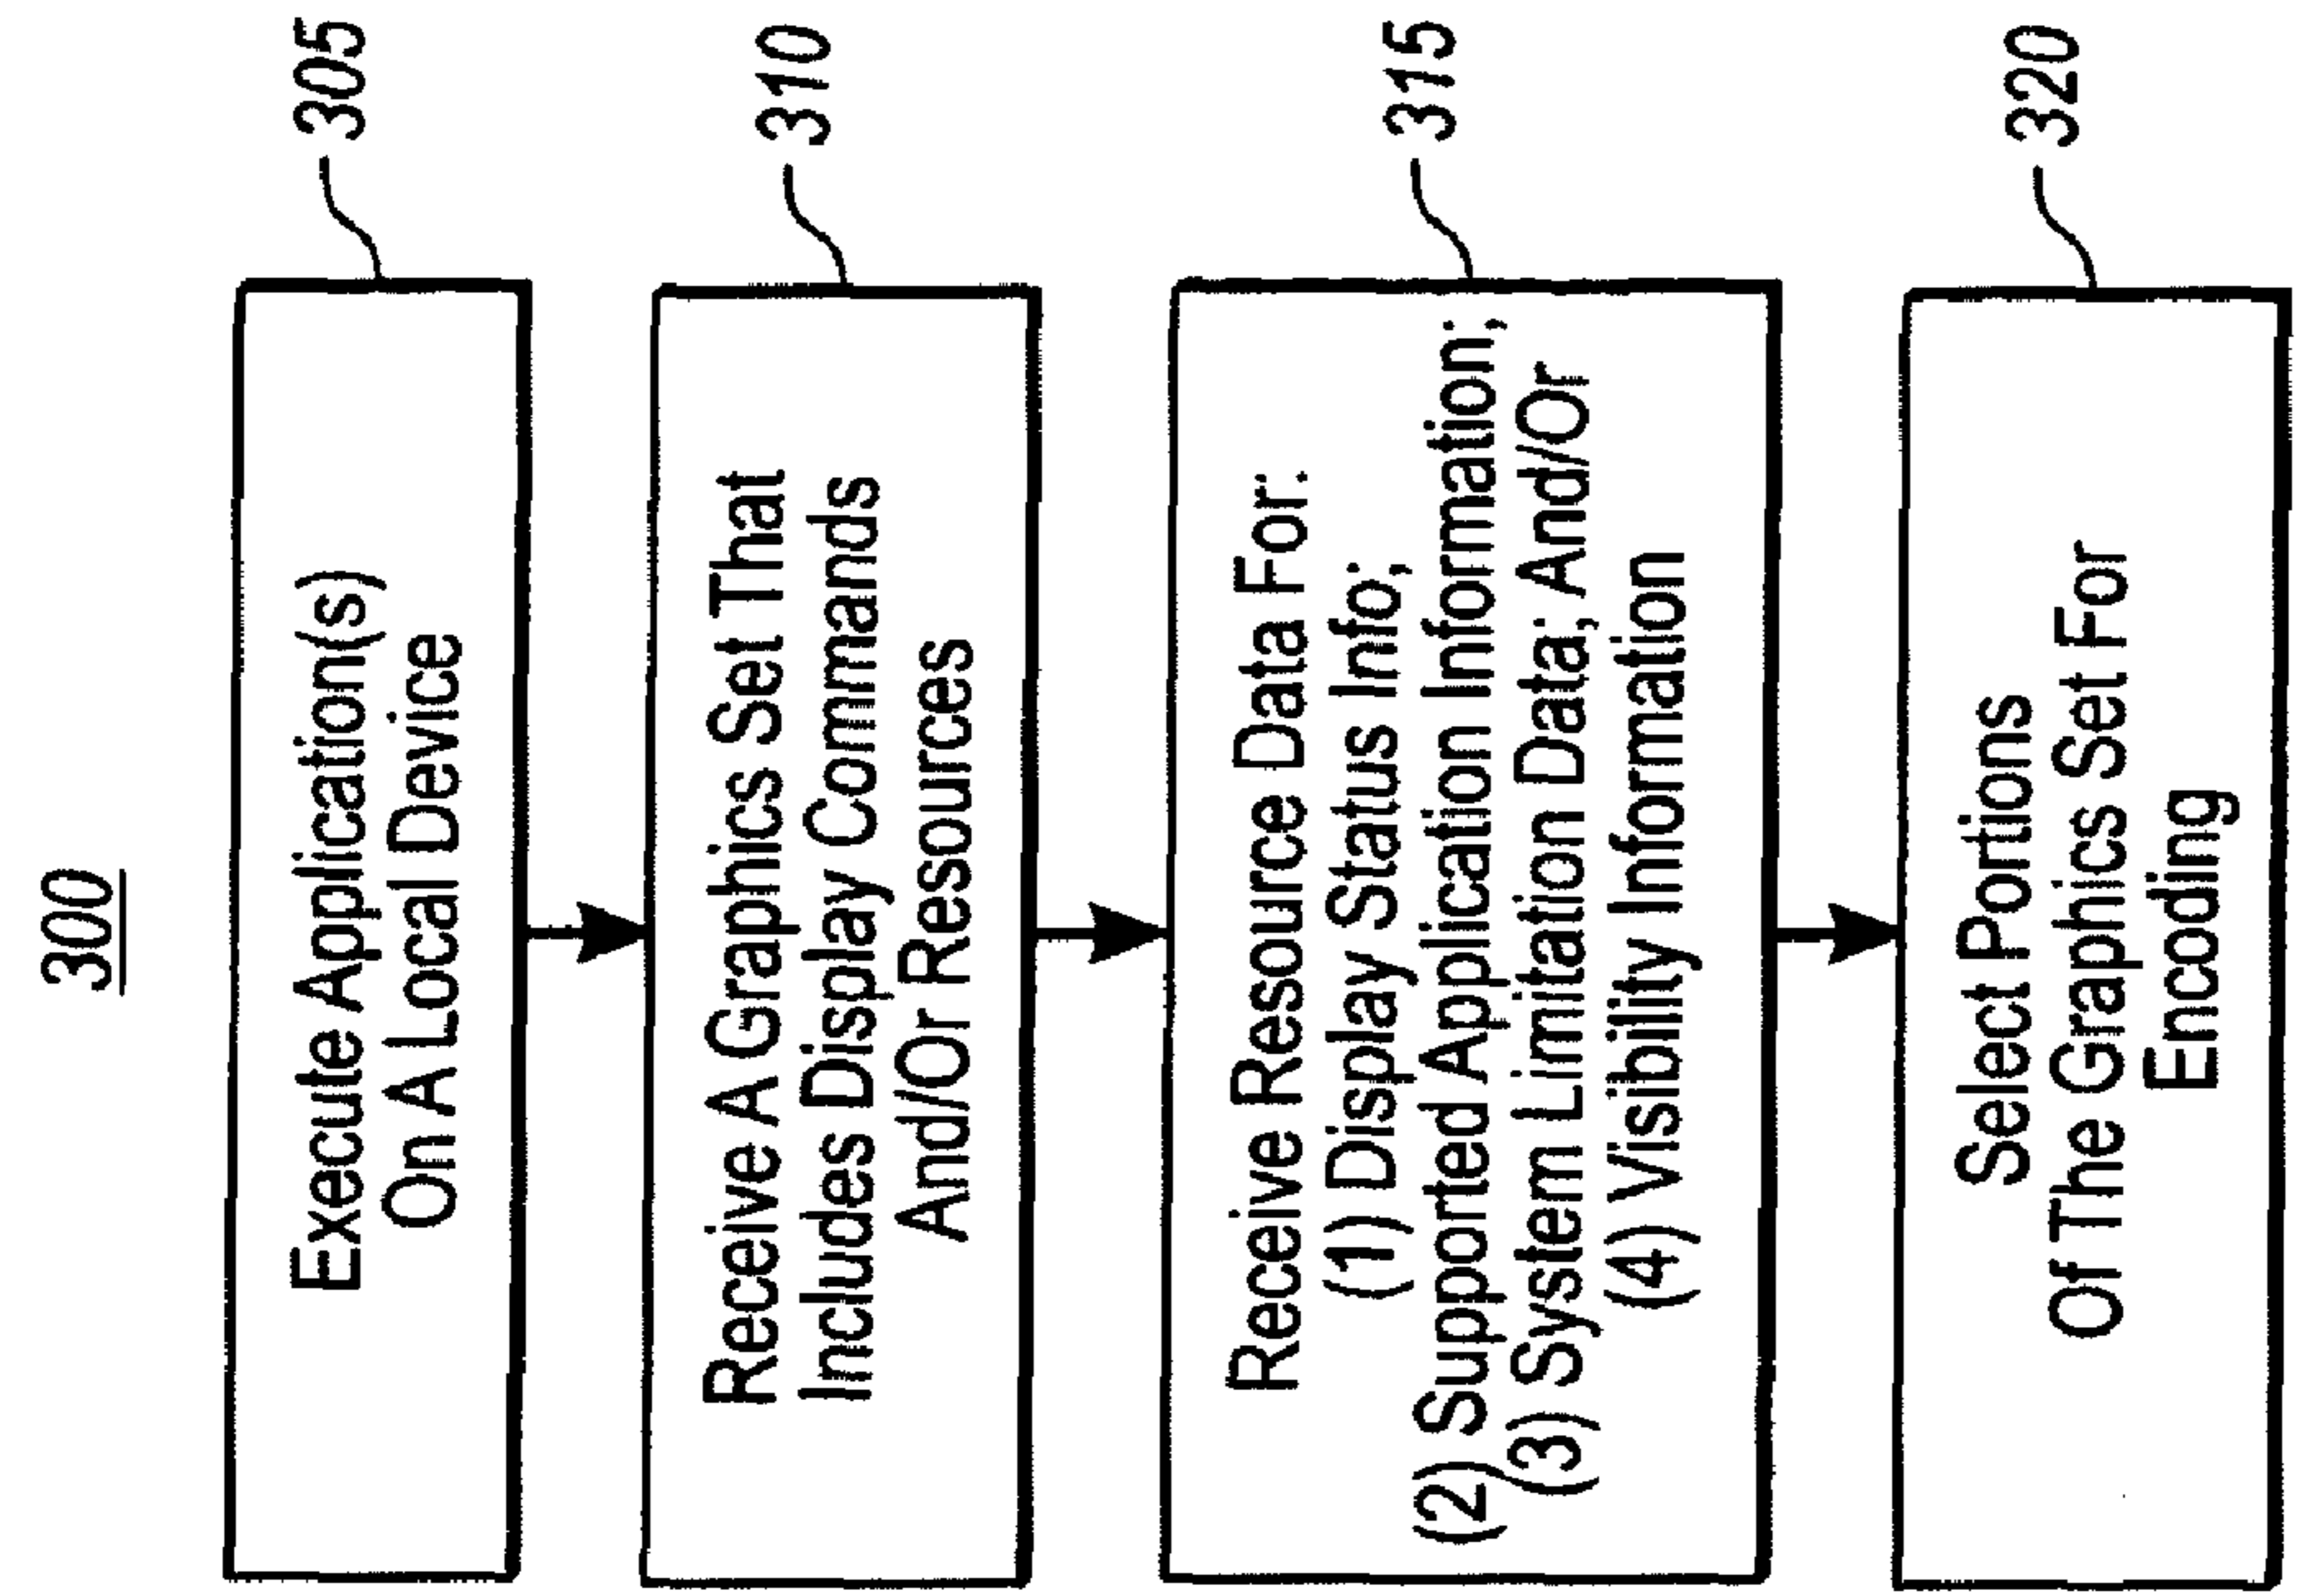 300
Execute Application(s)
On A Local Device
305
Receive A Graphics Set That
Includes Display Commands
And/Or Resources
310
Receive Resource Data For:
(1) Display Status Info;
(2) Supported Application Information;
(3) System Limitation Data; And/Or
(4) Visibility Information
315
Select Portions
Of The Graphics Set For
Encoding
320